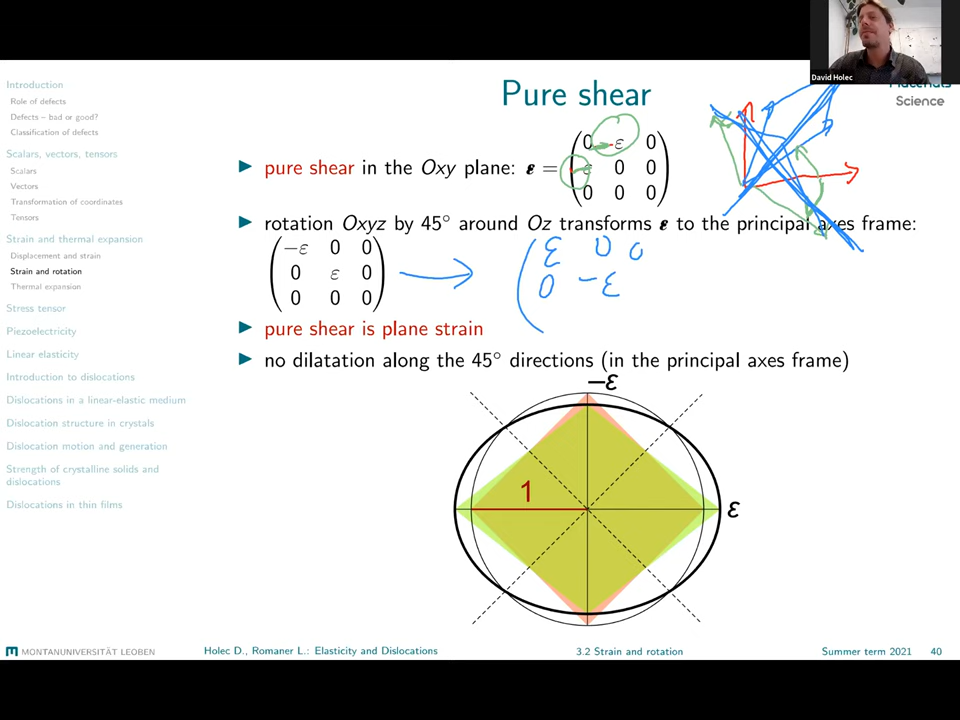 David Holec
Materials
Science
Introduction
Role of defects
Defects – bad or good?
Classification of defects
Scalars, vectors, tensors
Scalars
Vectors
Transformation of coordinates
Tensors
Strain and thermal expansion
Displacement and strain
Strain and rotation
Thermal expansion
Stress tensor
Piezoelectricity
Linear elasticity
Introduction to dislocations
Dislocations in a linear-elastic medium
Dislocation structure in crystals
Dislocation motion and generation
Strength of crystalline solids and
dislocations
Dislocations in thin films
Pure shear
pure shear in the Oxy plane: ε =
0 ε 0
ε 0 0
0 0 0
rotation Oxyz by 45° around Oz transforms ε to the principal axes frame:
−ε 0 0
0 ε 0
0 0 0
ε 0 0
0 −ε
pure shear is plane strain
no dilatation along the 45° directions (in the principal axes frame)
−ε
1
ε
MONTANUNIVERSITÄT LEOBEN
Holec D., Romaner L.: Elasticity and Dislocations
3.2 Strain and rotation
Summer term 2021
40